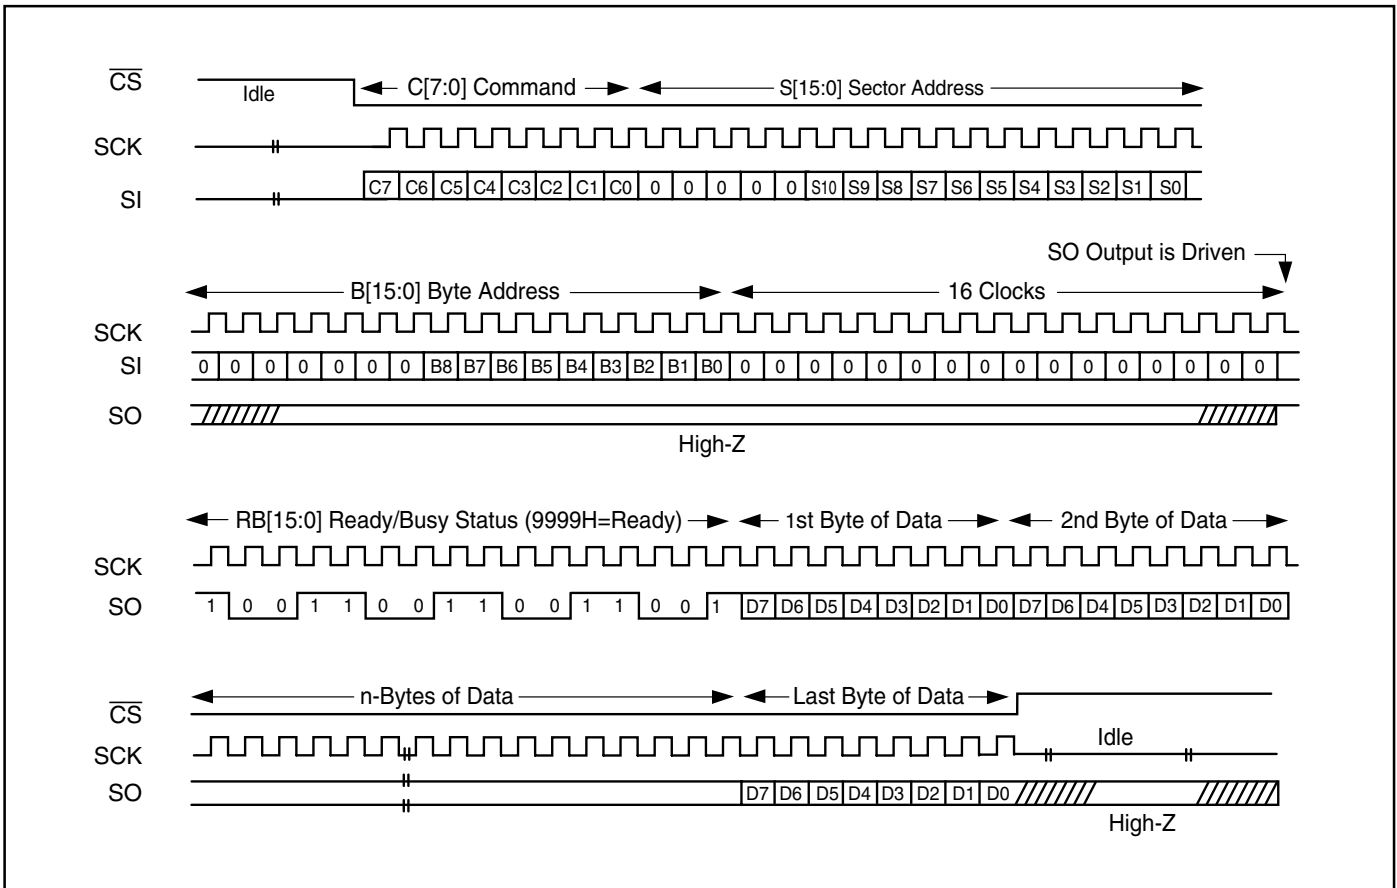 CS Idle C[7:0] Command S[15:0] Sector Address
SCK
SI C7 C6 C5 C4 C3 C2 C1 C0 0 0 0 0 0 S10 S9 S8 S7 S6 S5 S4 S3 S2 S1 S0
SO Output is Driven
B[15:0] Byte Address 16 Clocks
SCK
SI 0 0 0 0 0 0 0 B8 B7 B6 B5 B4 B3 B2 B1 B0 0 0 0 0 0 0 0 0 0 0 0 0 0 0 0 0
SO
High-Z
RB[15:0] Ready/Busy Status (9999H=Ready) 1st Byte of Data 2nd Byte of Data
SCK
SO 1 0 0 1 1 0 0 1 1 0 0 1 1 0 0 1 D7 D6 D5 D4 D3 D2 D1 D0 D7 D6 D4 D5 D3 D2 D1 D0
n-Bytes of Data Last Byte of Data
CS
SCK Idle
SO D7 D6 D5 D4 D3 D2 D1 D0
High-Z